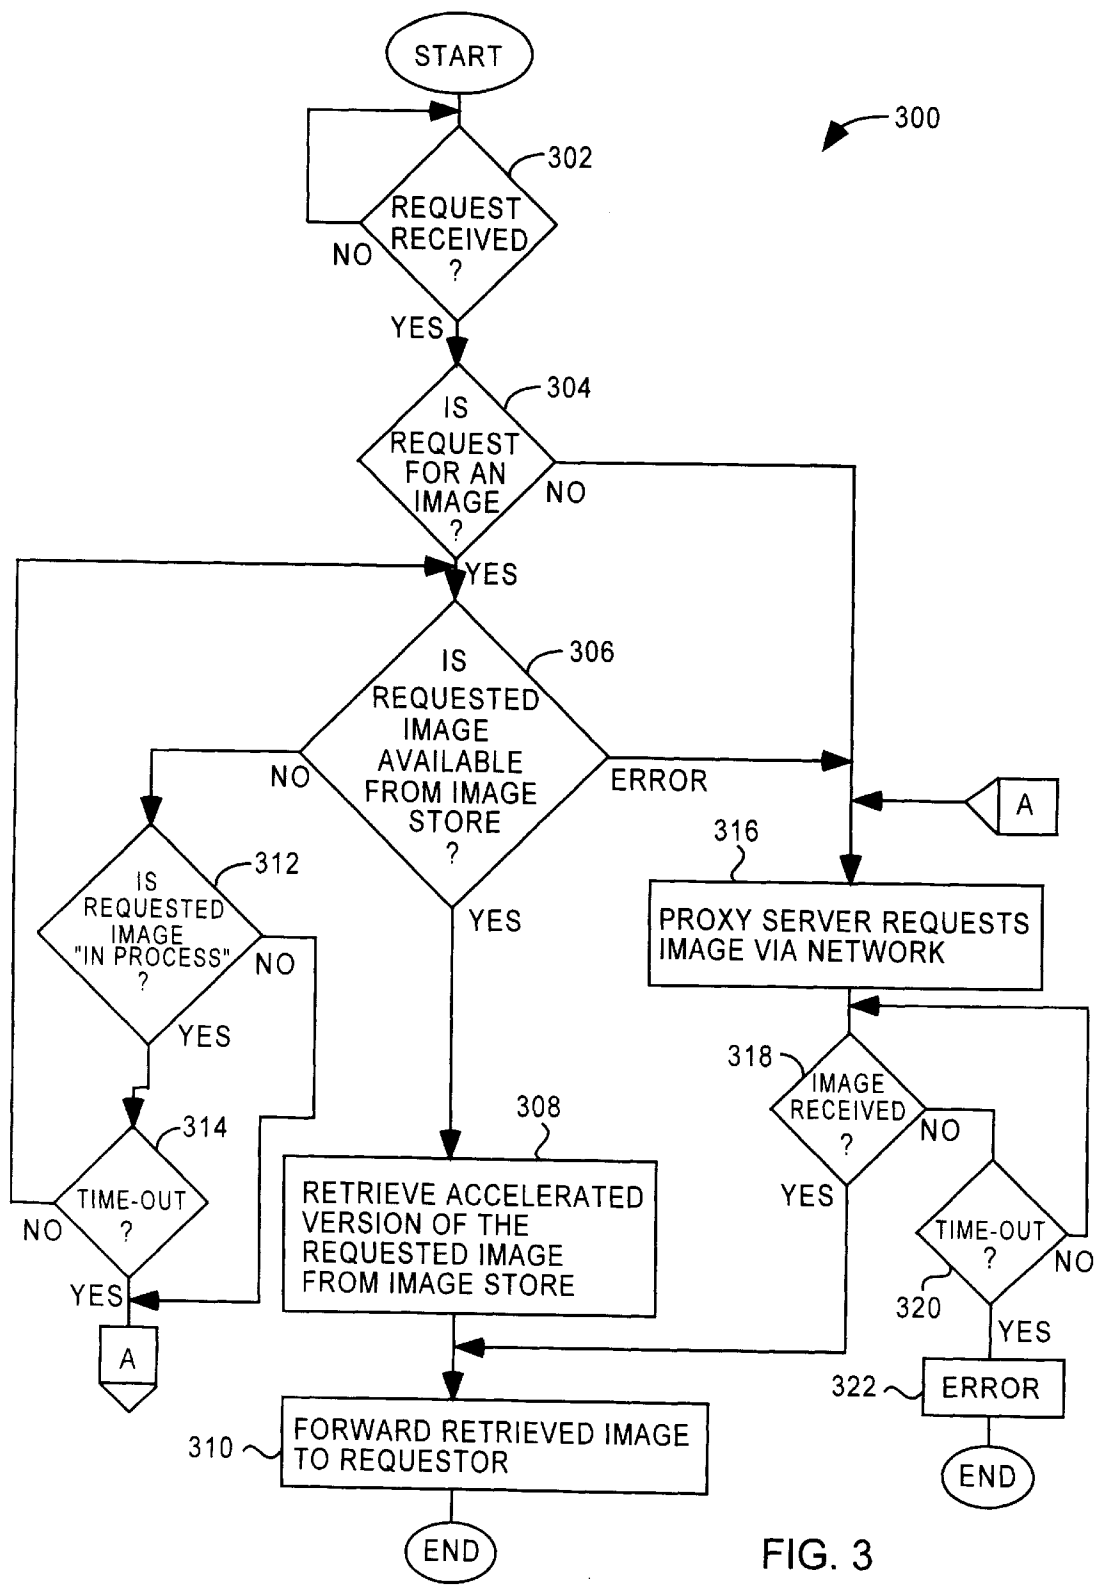 START
300
302
REQUEST
RECEIVED
?
NO
YES
304
IS
REQUEST
FOR AN
IMAGE
?
NO
YES
306
IS
REQUESTED
IMAGE
AVAILABLE
FROM IMAGE
STORE
?
NO
ERROR
YES
A
312
IS
REQUESTED
IMAGE
"IN PROCESS"
?
NO
YES
314
TIME-OUT
?
NO
YES
A
308
RETRIEVE ACCELERATED
VERSION OF THE
REQUESTED IMAGE
FROM IMAGE STORE
316
PROXY SERVER REQUESTS
IMAGE VIA NETWORK
318
IMAGE
RECEIVED
?
NO
YES
TIME-OUT
?
NO
320
YES
322
ERROR
END
310
FORWARD RETRIEVED IMAGE
TO REQUESTOR
END
FIG. 3